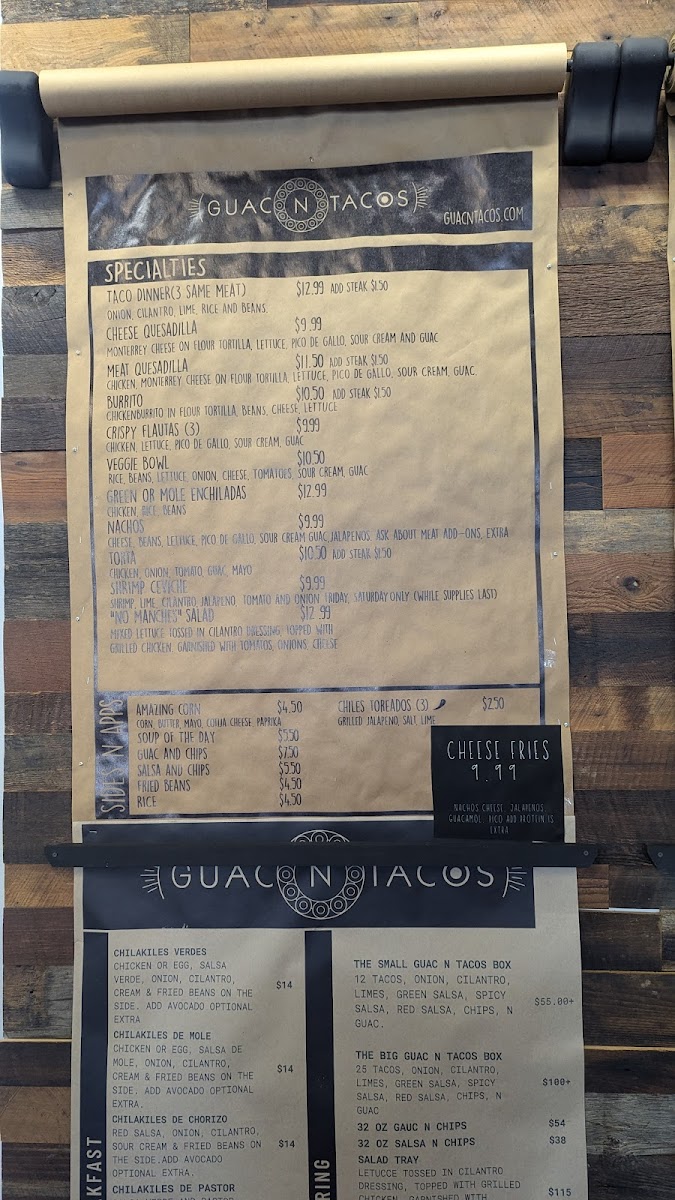 GUAC N TACOS
GUACNTACOS.COM
SPECIALTIES
TACO DINNER(3 SAME MEAT) $12.99 ADD STEAK $1.50
ONION, CILANTRO, LIME, RICE AND BEANS.
CHEESE QUESADILLA $9.99
MONTERREY CHEESE ON FLOUR TORTILLA, LETTUCE, PICO DE GALLO, SOUR CREAM AND GUAC
MEAT QUESADILLA $11.50 ADD STEAK $1.50
CHICKEN, MONTERREY CHEESE ON FLOUR TORTILLA, LETTUCE, PICO DE GALLO, SOUR CREAM, GUAC.
BURRITO $10.50 ADD STEAK $1.50
CHICKENBURRITO IN FLOUR TORTILLA, BEANS, CHEESE, LETTUCE
CRISPY FLAUTAS (3) $9.99
CHICKEN, LETTUCE, PICO DE GALLO, SOUR CREAM, GUAC
VEGGIE BOWL $10.50
RICE, BEANS, LETTUCE, ONION, CHEESE, TOMATOES, SOUR CREAM, GUAC
GREEN OR MOLE ENCHILADAS $12.99
CHICKEN, RICE, BEANS
NACHOS $9.99
CHEESE, BEANS, LETTUCE, PICO DE GALLO, SOUR CREAM GUAC,JALAPENOS. ASK ABOUT MEAT ADD-ONS, EXTRA
TORTA $10.50 ADD STEAK $1.50
CHICKEN, ONION, TOMATO, GUAC, MAYO
SHRIMP CEVICHE $9.99
SHRIMP, LIME, CILANTRO, JALAPENO, TOMATO AND ONION. FRIDAY, SATURDAY ONLY (WHILE SUPPLIES LAST)
"NO MANCHES" SALAD $12.99
MIXED LETTUCE TOSSED IN CILANTRO DRESSING, TOPPED WITH
GRILLED CHICKEN. GARNISHED WITH TOMATOS, ONIONS, CHEESE
SIDES N' APPS
AMAZING CORN $4.50
CORN, BUTTER, MAYO, COTIJA CHEESE, PAPRIKA
SOUP OF THE DAY $5.50
GUAC AND CHIPS $7.50
SALSA AND CHIPS $5.50
FRIED BEANS $4.50
RICE $4.50
CHILES TOREADOS (3) $2.50
GRILLED JALAPENO, SALT, LIME
CHEESE FRIES
9.99
NACHOS CHEESE, JALAPENOS,
GUACAMOL, PICO ADD PROTEIN IS
EXTRA
GUAC N TACOS
KFAST
CHILAKILES VERDES
CHICKEN OR EGG, SALSA
VERDE, ONION, CILANTRO, $14
CREAM & FRIED BEANS ON THE
SIDE. ADD AVOCADO OPTIONAL
EXTRA
CHILAKILES DE MOLE
CHICKEN OR EGG, SALSA DE
MOLE, ONION, CILANTRO, $14
CREAM & FRIED BEANS ON THE
SIDE. ADD AVOCADO OPTIONAL
EXTRA.
CHILAKILES DE CHORIZO
RED SALSA, ONION, CILANTRO,
SOUR CREAM & FRIED BEANS ON $14
THE SIDE.ADD AVOCADO
OPTIONAL EXTRA.
CHILAKILES DE PASTOR
RING
THE SMALL GUAC N TACOS BOX
12 TACOS, ONION, CILANTRO,
LIMES, GREEN SALSA, SPICY $55.00+
SALSA, RED SALSA, CHIPS, N
GUAC.
THE BIG GUAC N TACOS BOX
25 TACOS, ONION, CILANTRO,
LIMES, GREEN SALSA, SPICY $100+
SALSA, RED SALSA, CHIPS, N
GUAC
32 OZ GAUC N CHIPS $54
32 OZ SALSA N CHIPS $38
SALAD TRAY
LETUCCE TOSSED IN CILANTRO
DRESSING, TOPPED WITH GRILLED $115
CHICKEN, GARNISHED WITH